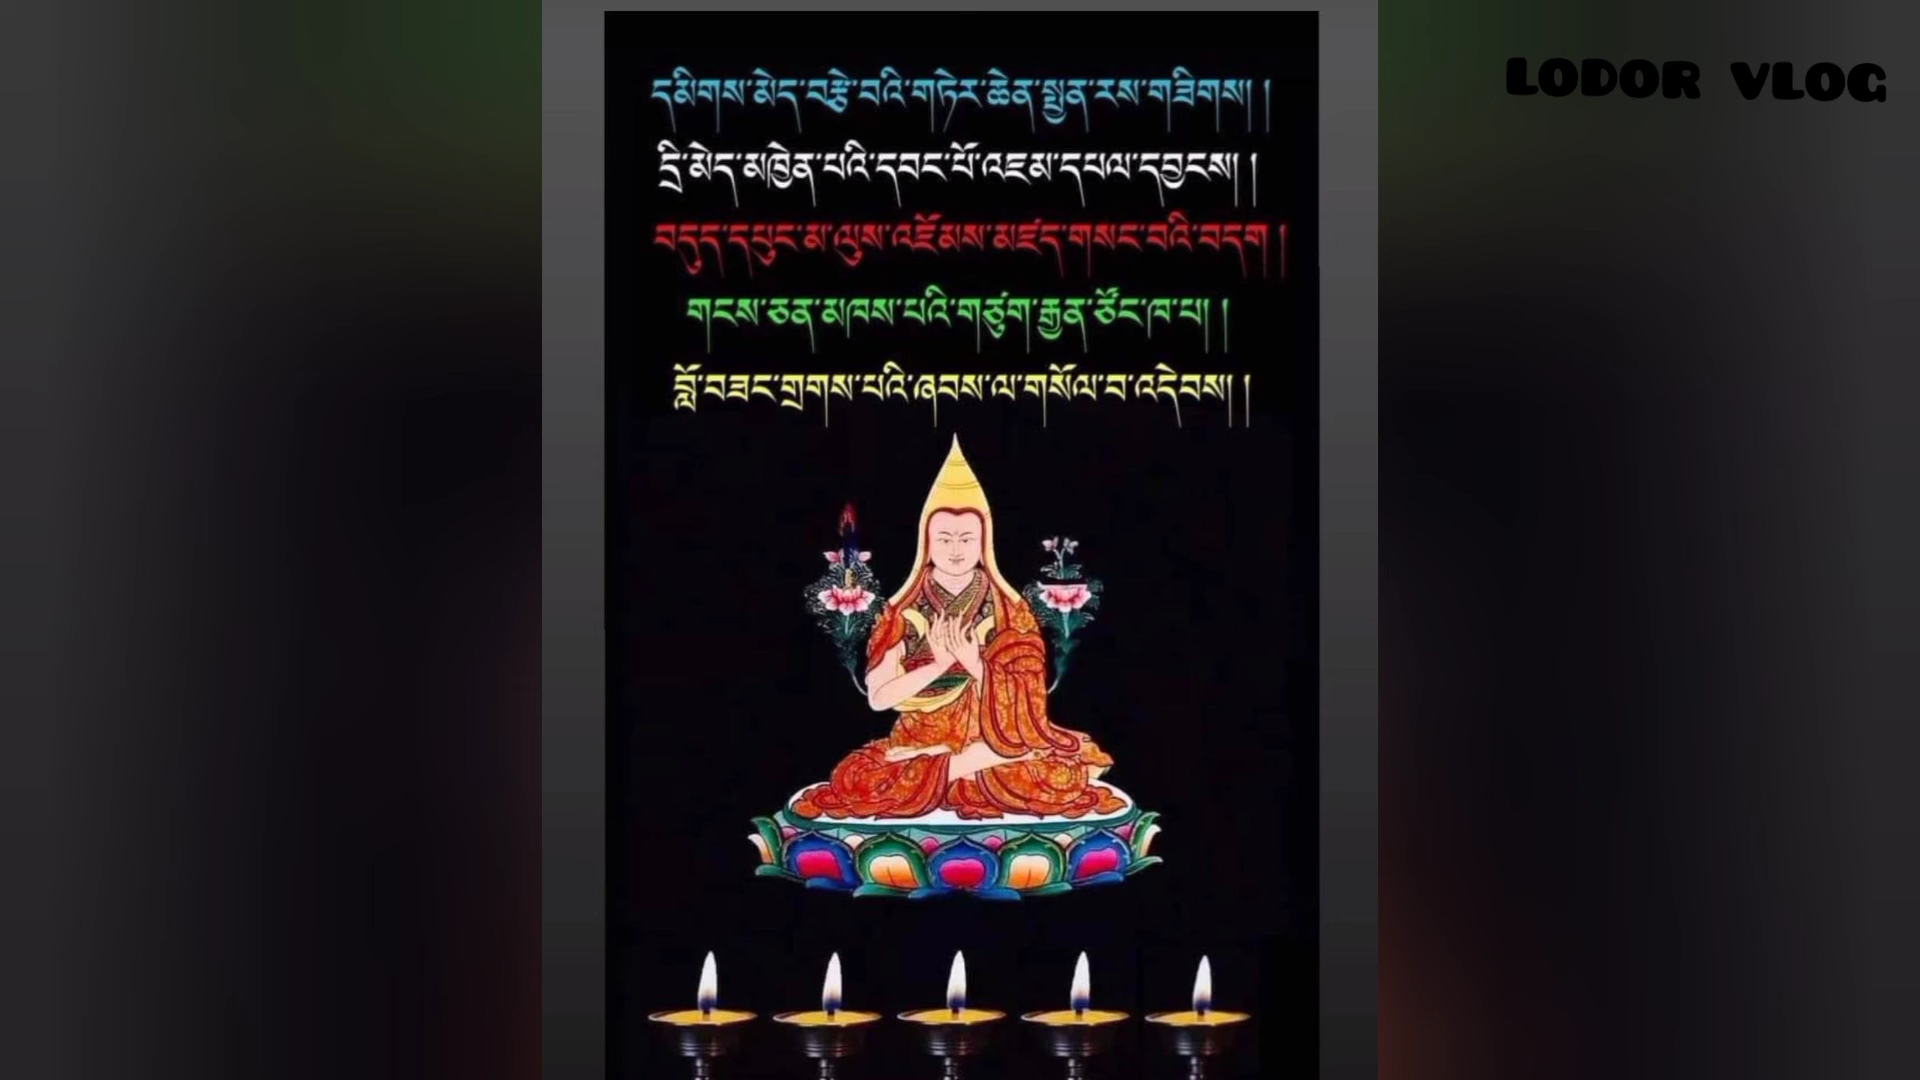 དམིགས་མེད་བརྩེ་བའི་གཏེར་ཆེན་སྤྱན་རས་གཟིགས། །
དྲི་མེད་མཁྱེན་པའི་དབང་པོ་འཇམ་དཔལ་དབྱངས། །
བདུད་དཔུང་མ་ལུས་འཇོམས་མཛད་གསང་བའི་བདག །
གངས་ཅན་མཁས་པའི་གཙུག་རྒྱན་ཙོང་ཁ་པ། །
བློ་བཟང་གྲགས་པའི་ཞབས་ལ་གསོལ་བ་འདེབས། །
LODOR VLOG